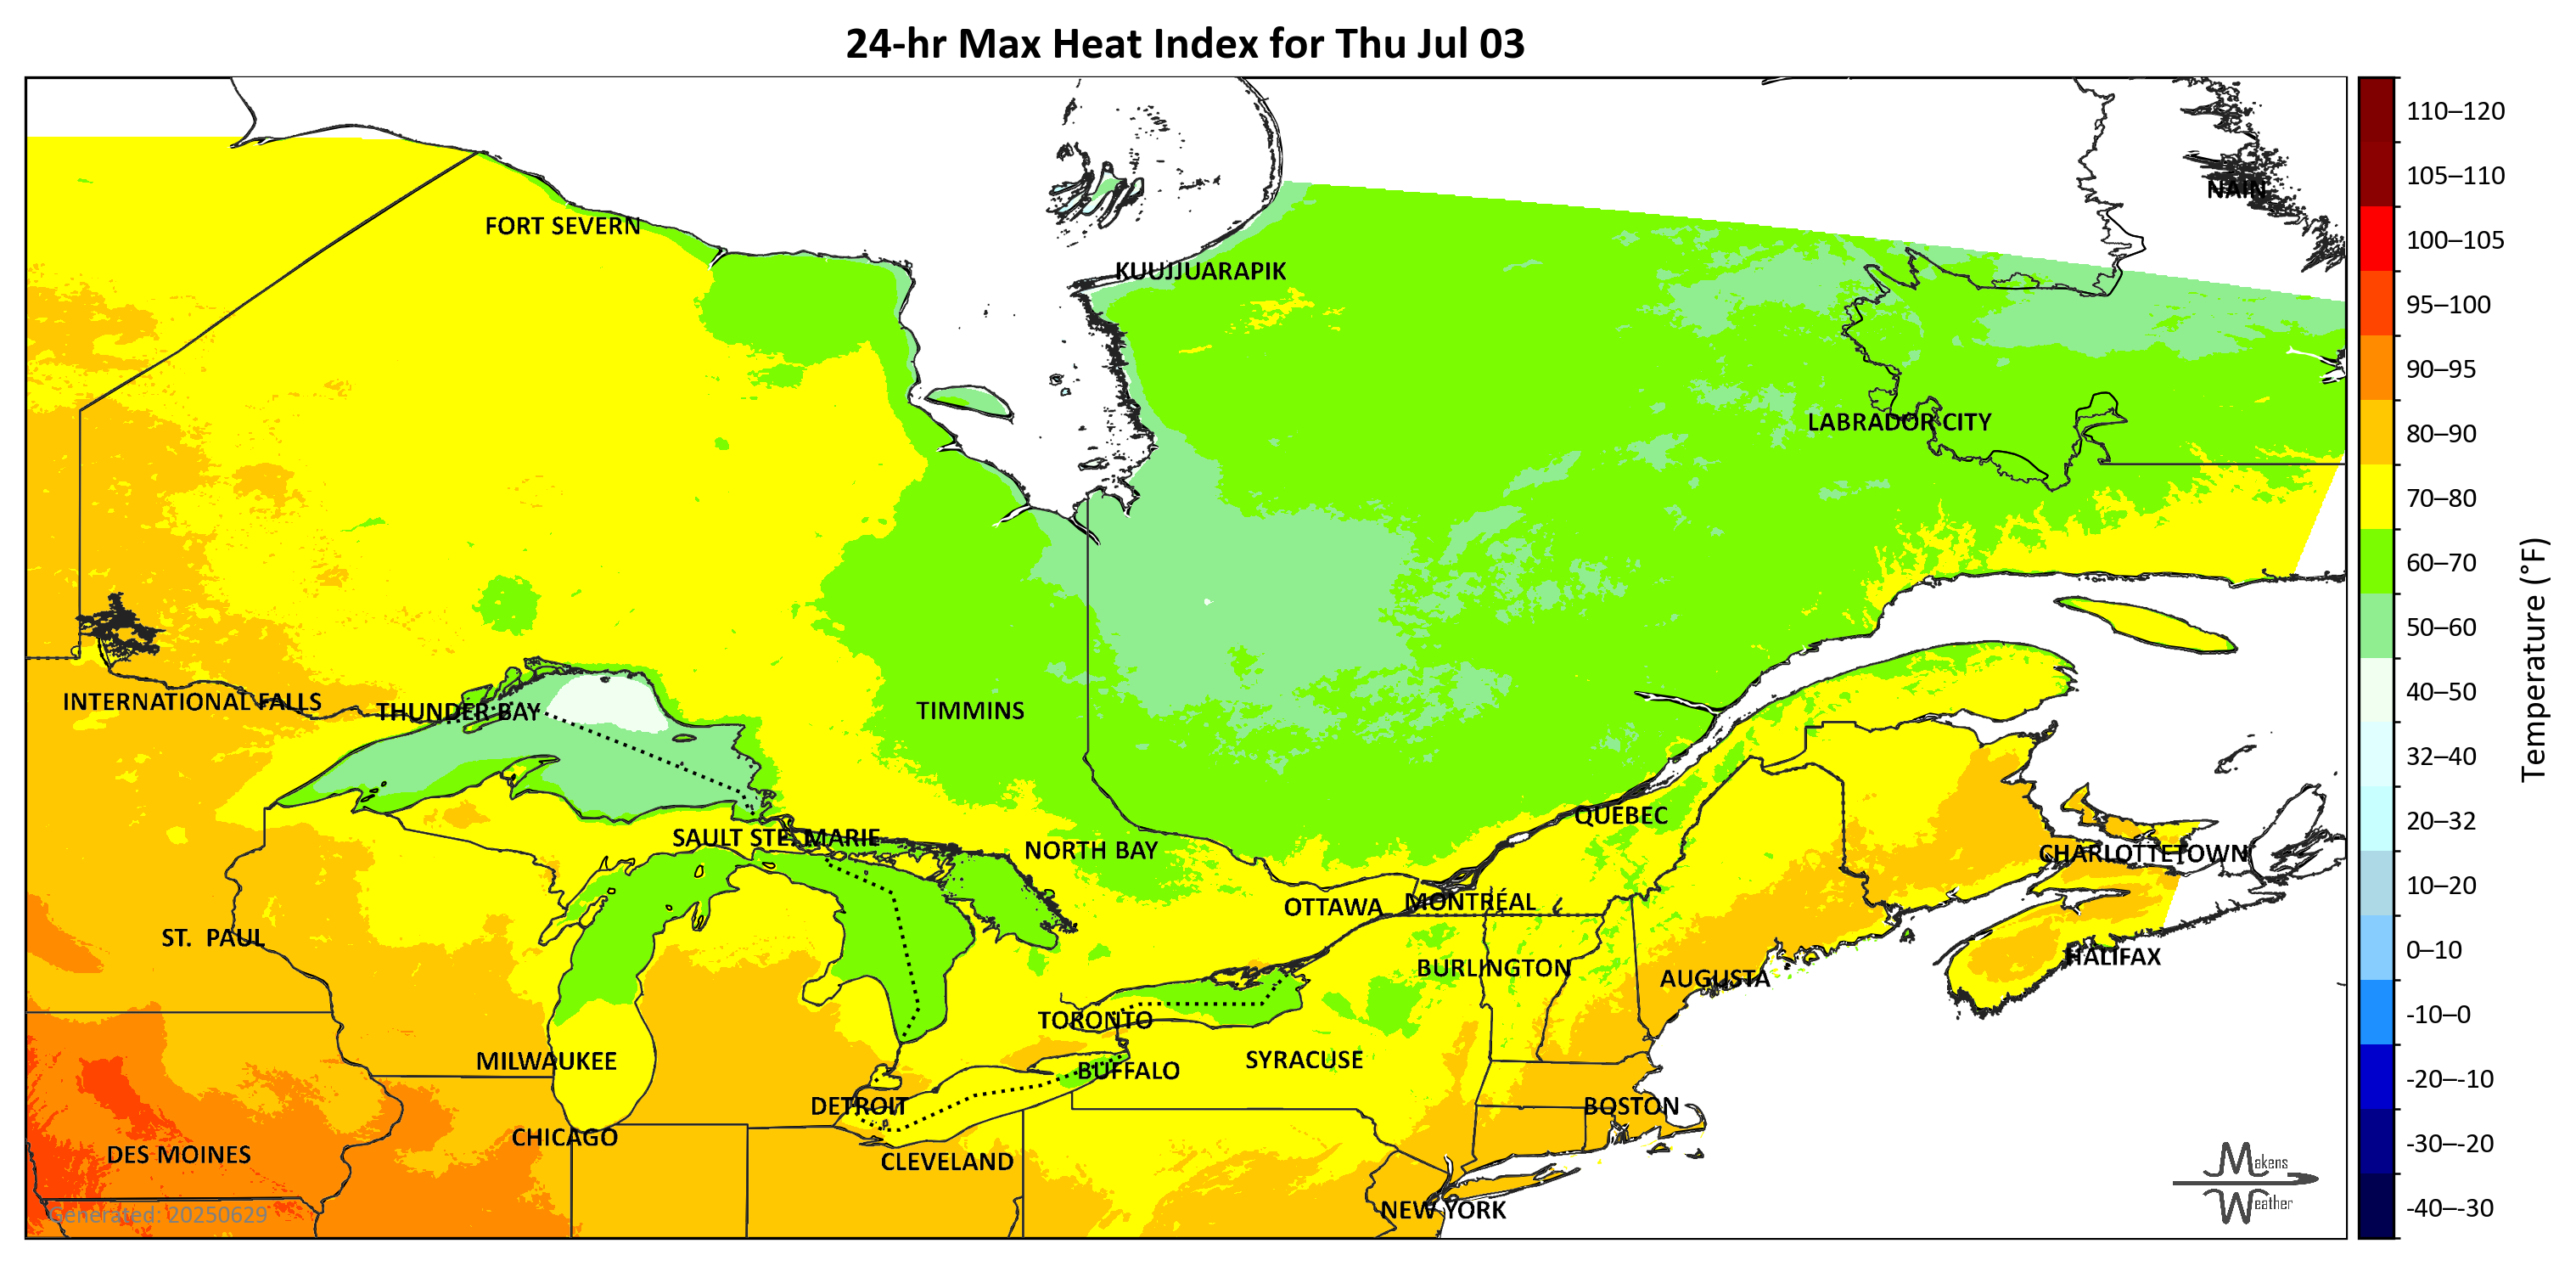 24-hr Max Heat Index for Thu Jul 03
NAIN
FORT SEVERN
KUUJJUARAPIK
LABRADOR CITY
INTERNATIONAL FALLS
THUNDER BAY
TIMMINS
QUEBEC
SAULT STE. MARIE
NORTH BAY
CHARLOTTETOWN
OTTAWA
MONTRÉAL
ST. PAUL
HALIFAX
BURLINGTON
AUGUSTA
TORONTO
MILWAUKEE
SYRACUSE
BUFFALO
DETROIT
BOSTON
CHICAGO
DES MOINES
CLEVELAND
NEW YORK
Generated: 20250629
Makens
Weather
110–120
105–110
100–105
95–100
90–95
80–90
70–80
60–70
50–60
40–50
32–40
20–32
10–20
0–10
-10–0
-20–-10
-30–-20
-40–-30
Temperature (°F)